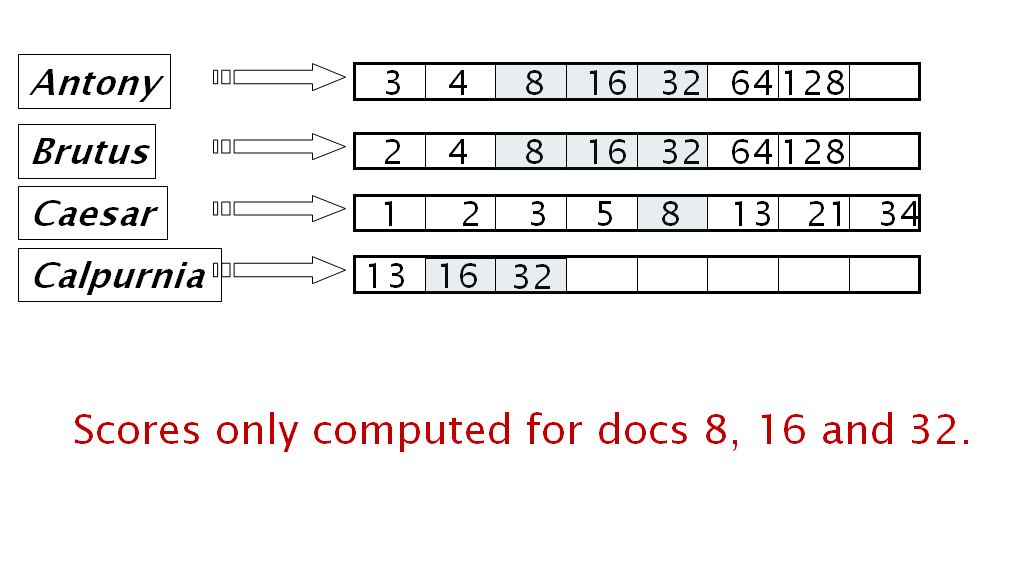 Antony 3 4 8 16 32 64 128
Brutus 2 4 8 16 32 64 128
Caesar 1 2 3 5 8 13 21 34
Calpurnia 13 16 32
Scores only computed for docs 8, 16 and 32.